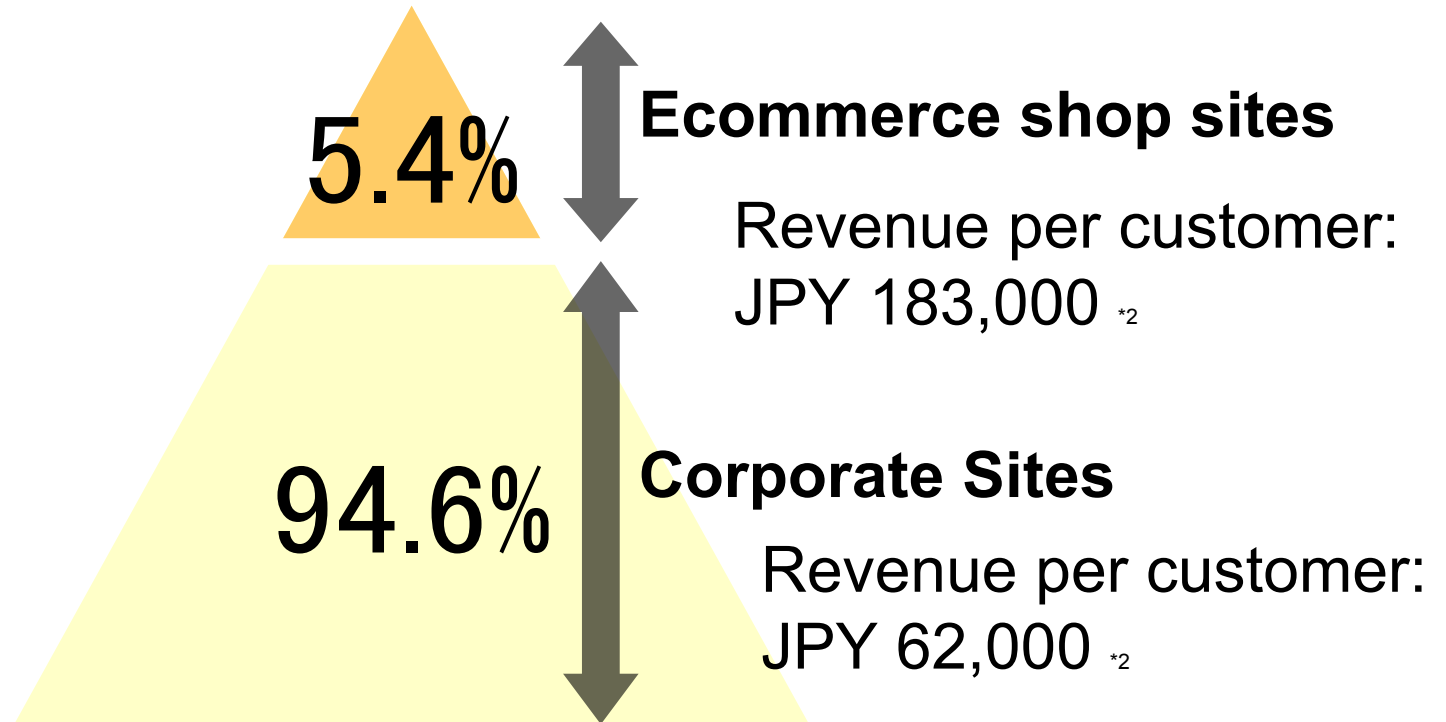 5.4%
Ecommerce shop sites
Revenue per customer:
JPY 183,000 *2
94.6%
Corporate Sites
Revenue per customer:
JPY 62,000 *2